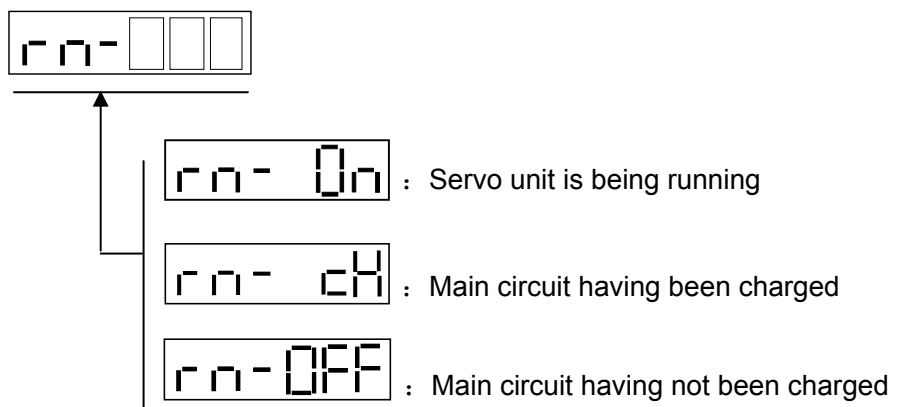 rn-
rn- On ：Servo unit is being running
rn- cH ：Main circuit having been charged
rn-OFF ：Main circuit having not been charged